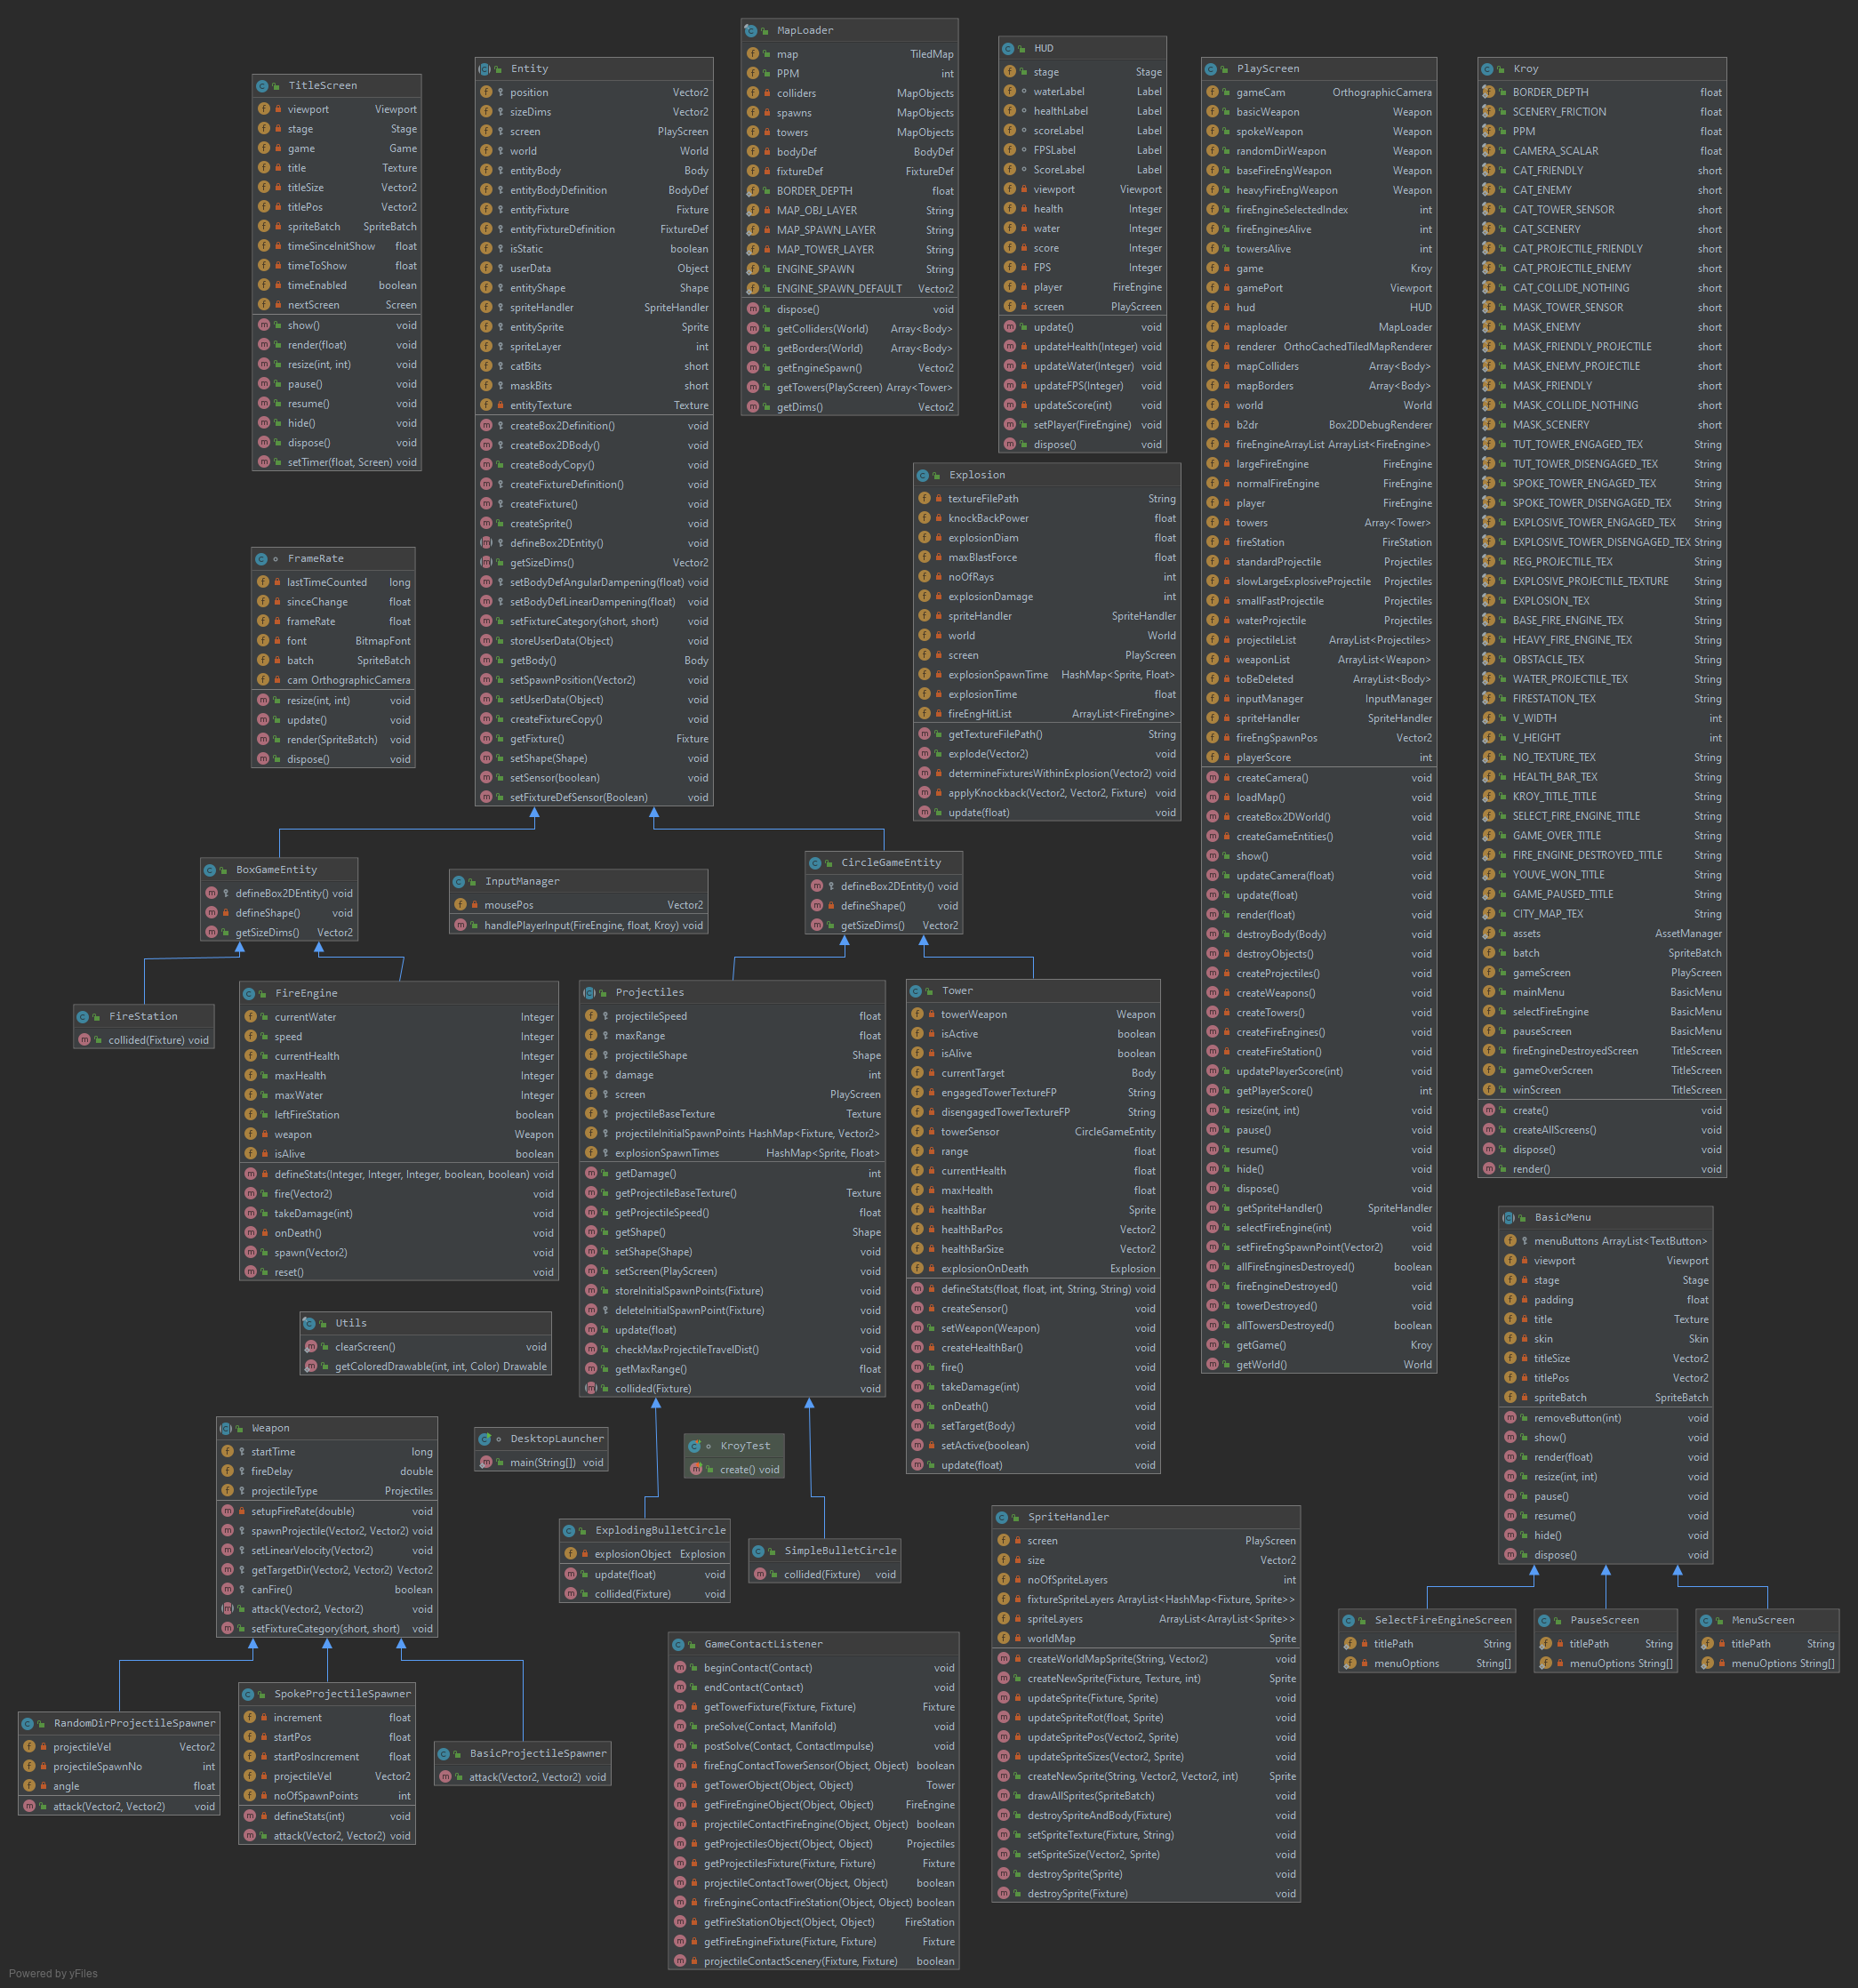 TitleScreen
viewport Viewport
stage Stage
game Game
title Texture
titleSize Vector2
titlePos Vector2
spriteBatch SpriteBatch
timeSinceInitShow float
timeToShow float
timeEnabled boolean
nextScreen Screen
show() void
render(float) void
resize(int, int) void
pause() void
resume() void
hide() void
dispose() void
setTimer(float, Screen) void
Entity
position Vector2
sizeDims Vector2
screen PlayScreen
world World
entityBody Body
entityBodyDefinition BodyDef
entityFixture Fixture
entityFixtureDefinition FixtureDef
isStatic boolean
userData Object
entityShape Shape
spriteHandler SpriteHandler
entitySprite Sprite
spriteLayer int
catBits short
maskBits short
entityTexture Texture
createBox2Definition() void
createBox2DBody() void
createBodyCopy() void
createFixtureDefinition() void
createFixture() void
createSprite() void
defineBox2DEntity() void
getSizeDims() Vector2
setBodyDefAngularDampening(float) void
setBodyDefLinearDampening(float) void
setFixtureCategory(short, short) void
storeUserData(Object) void
getBody() Body
setSpawnPosition(Vector2) void
setUserData(Object) void
createFixtureCopy() void
getFixture() Fixture
setShape(Shape) void
setSensor(boolean) void
setFixtureDefSensor(Boolean) void
MapLoader
map TiledMap
PPM int
colliders MapObjects
spawns MapObjects
towers MapObjects
bodyDef BodyDef
fixtureDef FixtureDef
BORDER_DEPTH float
MAP_OBJ_LAYER String
MAP_SPAWN_LAYER String
MAP_TOWER_LAYER String
ENGINE_SPAWN String
ENGINE_SPAWN_DEFAULT Vector2
dispose() void
getColliders(World) Array<Body>
getBorders(World) Array<Body>
getEngineSpawn() Vector2
getTowers(PlayScreen) Array<Tower>
getDims() Vector2
HUD
stage Stage
waterLabel Label
healthLabel Label
scoreLabel Label
FPSLabel Label
ScoreLabel Label
viewport Viewport
health Integer
water Integer
score Integer
FPS Integer
player FireEngine
screen PlayScreen
update() void
updateHealth(Integer) void
updateWater(Integer) void
updateFPS(Integer) void
updateScore(int) void
setPlayer(FireEngine) void
dispose() void
PlayScreen
gameCam OrthographicCamera
basicWeapon Weapon
spokeWeapon Weapon
randomDirWeapon Weapon
baseFireEngWeapon Weapon
heavyFireEngWeapon Weapon
fireEngineSelectedIndex int
fireEnginesAlive int
towersAlive int
game Kroy
gamePort Viewport
hud HUD
maploader MapLoader
renderer OrthoCachedTiledMapRenderer
mapColliders Array<Body>
mapBorders Array<Body>
world World
b2dr Box2DDebugRenderer
fireEngineArrayList ArrayList<FireEngine>
largeFireEngine FireEngine
normalFireEngine FireEngine
player FireEngine
towers Array<Tower>
fireStation FireStation
standardProjectile Projectiles
slowLargeExplosiveProjectile Projectiles
smallFastProjectile Projectiles
waterProjectile Projectiles
projectileList ArrayList<Projectiles>
weaponList ArrayList<Weapon>
toBeDeleted ArrayList<Body>
inputManager InputManager
spriteHandler SpriteHandler
fireEngSpawnPos Vector2
playerScore int
createCamera() void
loadMap() void
createBox2DWorld() void
createGameEntities() void
show() void
updateCamera(float) void
update(float) void
render(float) void
destroyBody(Body) void
destroyObjects() void
createProjectiles() void
createWeapons() void
createTowers() void
createFireEngines() void
createFireStation() void
updatePlayerScore(int) void
getPlayerScore() int
resize(int, int) void
pause() void
resume() void
hide() void
dispose() void
getSpriteHandler() SpriteHandler
selectFireEngine(int) void
setFireEngSpawnPoint(Vector2) void
allFireEnginesDestroyed() boolean
fireEngineDestroyed() void
towerDestroyed() void
allTowersDestroyed() boolean
getGame() Kroy
getWorld() World
Kroy
BORDER_DEPTH float
SCENERY_FRICTION float
PPM float
CAMERA_SCALAR float
CAT_FRIENDLY short
CAT_ENEMY short
CAT_TOWER_SENSOR short
CAT_SCENERY short
CAT_PROJECTILE_FRIENDLY short
CAT_PROJECTILE_ENEMY short
CAT_COLLIDE_NOTHING short
MASK_TOWER_SENSOR short
MASK_ENEMY short
MASK_FRIENDLY_PROJECTILE short
MASK_ENEMY_PROJECTILE short
MASK_FRIENDLY short
MASK_COLLIDE_NOTHING short
MASK_SCENERY short
TUT_TOWER_ENGAGED_TEX String
TUT_TOWER_DISENGAGED_TEX String
SPOKE_TOWER_ENGAGED_TEX String
SPOKE_TOWER_DISENGAGED_TEX String
EXPLOSIVE_TOWER_ENGAGED_TEX String
EXPLOSIVE_TOWER_DISENGAGED_TEX String
REG_PROJECTILE_TEX String
EXPLOSIVE_PROJECTILE_TEXTURE String
EXPLOSION_TEX String
BASE_FIRE_ENGINE_TEX String
HEAVY_FIRE_ENGINE_TEX String
OBSTACLE_TEX String
WATER_PROJECTILE_TEX String
FIRESTATION_TEX String
V_WIDTH int
V_HEIGHT int
NO_TEXTURE_TEX String
HEALTH_BAR_TEX String
KROY_TITLE_TITLE String
SELECT_FIRE_ENGINE_TITLE String
GAME_OVER_TITLE String
FIRE_ENGINE_DESTROYED_TITLE String
YOUVE_WON_TITLE String
GAME_PAUSED_TITLE String
CITY_MAP_TEX String
assets AssetManager
batch SpriteBatch
gameScreen PlayScreen
mainMenu BasicMenu
selectFireEngine BasicMenu
pauseScreen BasicMenu
fireEngineDestroyedScreen TitleScreen
gameOverScreen TitleScreen
winScreen TitleScreen
create() void
createAllScreens() void
dispose() void
render() void
Explosion
textureFilePath String
knockBackPower float
explosionDiam float
maxBlastForce float
noOfRays int
explosionDamage int
spriteHandler SpriteHandler
world World
screen PlayScreen
explosionSpawnTime HashMap<Sprite, Float>
explosionTime float
fireEngHitList ArrayList<FireEngine>
getTextureFilePath() String
explode(Vector2) void
determineFixturesWithinExplosion(Vector2) void
applyKnockback(Vector2, Vector2, Fixture) void
update(float) void
FrameRate
lastTimeCounted long
sinceChange float
frameRate float
font BitmapFont
batch SpriteBatch
cam OrthographicCamera
resize(int, int) void
update() void
render(SpriteBatch) void
dispose() void
BoxGameEntity
defineBox2DEntity() void
defineShape() void
getSizeDims() Vector2
InputManager
mousePos Vector2
handlePlayerInput(FireEngine, float, Kroy) void
CircleGameEntity
defineBox2DEntity() void
defineShape() void
getSizeDims() Vector2
FireStation
collided(Fixture) void
FireEngine
currentWater Integer
speed Integer
currentHealth Integer
maxHealth Integer
maxWater Integer
leftFireStation boolean
weapon Weapon
isAlive boolean
defineStats(Integer, Integer, Integer, boolean, boolean) void
fire(Vector2) void
takeDamage(int) void
onDeath() void
spawn(Vector2) void
reset() void
Projectiles
projectileSpeed float
maxRange float
projectileShape Shape
damage int
screen PlayScreen
projectileBaseTexture Texture
projectileInitialSpawnPoints HashMap<Fixture, Vector2>
explosionSpawnTimes HashMap<Sprite, Float>
getDamage() int
getProjectileBaseTexture() Texture
getProjectileSpeed() float
getShape() Shape
setShape(Shape) void
setScreen(PlayScreen) void
storeInitialSpawnPoints(Fixture) void
deleteInitialSpawnPoint(Fixture) void
update(float) void
checkMaxProjectileTravelDist() void
getMaxRange() float
collided(Fixture) void
Tower
towerWeapon Weapon
isActive boolean
isAlive boolean
currentTarget Body
engagedTowerTextureFP String
disengagedTowerTextureFP String
towerSensor CircleGameEntity
range float
currentHealth float
maxHealth float
healthBar Sprite
healthBarPos Vector2
healthBarSize Vector2
explosionOnDeath Explosion
defineStats(float, float, int, String, String) void
createSensor() void
setWeapon(Weapon) void
createHealthBar() void
fire() void
takeDamage(int) void
onDeath() void
setTarget(Body) void
setActive(boolean) void
update(float) void
BasicMenu
menuButtons ArrayList<TextButton>
viewport Viewport
stage Stage
padding float
title Texture
skin Skin
titleSize Vector2
titlePos Vector2
spriteBatch SpriteBatch
removeButton(int) void
show() void
render(float) void
resize(int, int) void
pause() void
resume() void
hide() void
dispose() void
Utils
clearScreen() void
getColoredDrawable(int, int, Color) Drawable
Weapon
startTime long
fireDelay double
projectileType Projectiles
setupFireRate(double) void
spawnProjectile(Vector2, Vector2) void
setLinearVelocity(Vector2) void
getTargetDir(Vector2, Vector2) Vector2
canFire() boolean
attack(Vector2, Vector2) void
setFixtureCategory(short, short) void
DesktopLauncher
main(String[]) void
KroyTest
create() void
ExplodingBulletCircle
explosionObject Explosion
update(float) void
collided(Fixture) void
SimpleBulletCircle
collided(Fixture) void
SpriteHandler
screen PlayScreen
size Vector2
noOfSpriteLayers int
fixtureSpriteLayers ArrayList<HashMap<Fixture, Sprite>>
spriteLayers ArrayList<ArrayList<Sprite>>
worldMap Sprite
createWorldMapSprite(String, Vector2) void
createNewSprite(Fixture, Texture, int) Sprite
updateSprite(Fixture, Sprite) void
updateSpriteRot(float, Sprite) void
updateSpritePos(Vector2, Sprite) void
updateSpriteSizes(Vector2, Sprite) void
createNewSprite(String, Vector2, Vector2, int) Sprite
drawAllSprites(SpriteBatch) void
destroySpriteAndBody(Fixture) void
setSpriteTexture(Fixture, String) void
setSpriteSize(Vector2, Sprite) void
destroySprite(Sprite) void
destroySprite(Fixture) void
SelectFireEngineScreen
titlePath String
menuOptions String[]
PauseScreen
titlePath String
menuOptions String[]
MenuScreen
titlePath String
menuOptions String[]
GameContactListener
beginContact(Contact) void
endContact(Contact) void
getTowerFixture(Fixture, Fixture) Fixture
preSolve(Contact, Manifold) void
postSolve(Contact, ContactImpulse) void
fireEngContactTowerSensor(Object, Object) boolean
getTowerObject(Object, Object) Tower
getFireEngineObject(Object, Object) FireEngine
projectileContactFireEngine(Object, Object) boolean
getProjectilesObject(Object, Object) Projectiles
getProjectilesFixture(Fixture, Fixture) Fixture
projectileContactTower(Object, Object) boolean
fireEngineContactFireStation(Object, Object) boolean
getFireStationObject(Object, Object) FireStation
getFireEngineFixture(Fixture, Fixture) Fixture
projectileContactScenery(Fixture, Fixture) boolean
RandomDirProjectileSpawner
projectileVel Vector2
projectileSpawnNo int
angle float
attack(Vector2, Vector2) void
SpokeProjectileSpawner
increment float
startPos float
startPosIncrement float
projectileVel Vector2
noOfSpawnPoints int
defineStats(int) void
attack(Vector2, Vector2) void
BasicProjectileSpawner
attack(Vector2, Vector2) void
Powered by yFiles